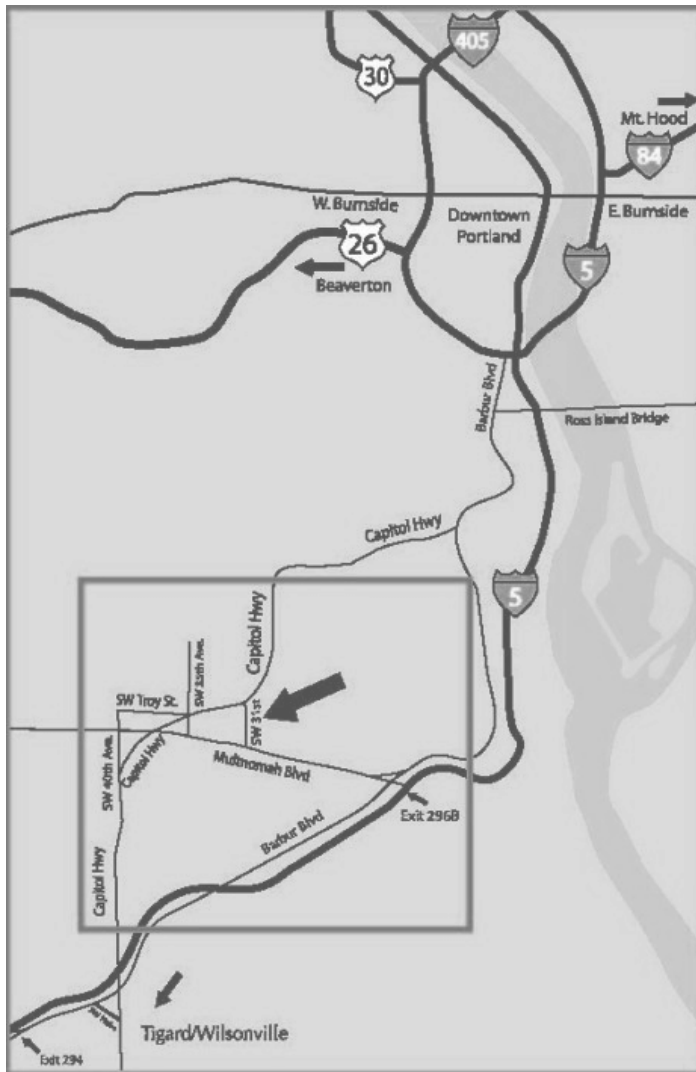 405
30
Mt. Hood
84
W. Burnside
Downtown
Portland
E. Burnside
26
5
Beaverton
Barbur Blvd
Ross Island Bridge
Capitol Hwy
5
Capitol Hwy
SW 35th Ave.
SW Troy St.
SW 31st
SW 40th Ave.
Capitol Hwy
Multnomah Blvd
Exit 296B
Barbur Blvd
Capitol Hwy
Tigard/Wilsonville
Exit 294